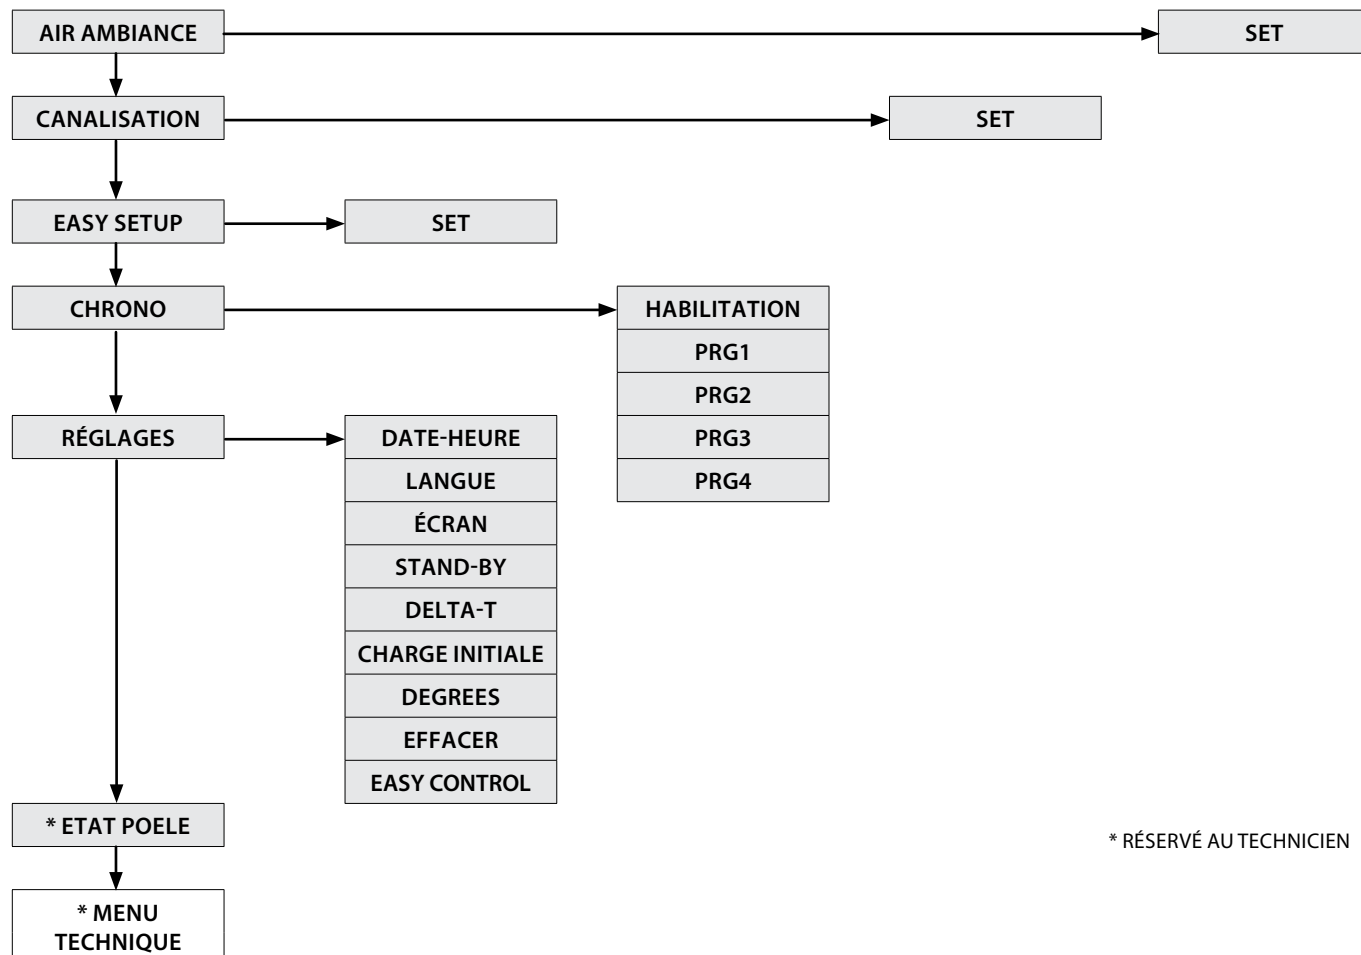 AIR AMBIANCE
SET
CANALISATION
SET
EASY SETUP
SET
CHRONO
HABILITATION
PRG1
PRG2
PRG3
PRG4
RÉGLAGES
DATE-HEURE
LANGUE
ÉCRAN
STAND-BY
DELTA-T
CHARGE INITIALE
DEGREES
EFFACER
EASY CONTROL
* ETAT POELE
* RÉSERVÉ AU TECHNICIEN
* MENU
TECHNIQUE